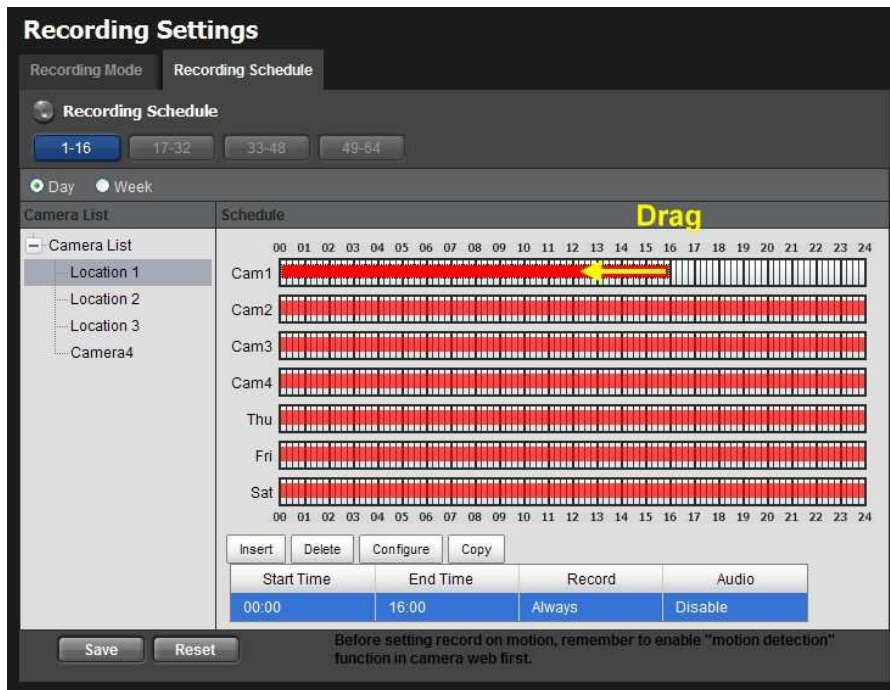 Recording Settings
Recording Mode Recording Schedule
Recording Schedule
1-16 17-32 33-48 49-64
Day Week
Camera List Schedule
Drag
Camera List
Location 1
Location 2
Location 3
Camera4
00 01 02 03 04 05 06 07 08 09 10 11 12 13 14 15 16 17 18 19 20 21 22 23 24
Cam1
Cam2
Cam3
Cam4
Thu
Fri
Sat
00 01 02 03 04 05 06 07 08 09 10 11 12 13 14 15 16 17 18 19 20 21 22 23 24
Insert Delete Configure Copy
Start Time End Time Record Audio
00:00 16:00 Always Disable
Save Reset
Before setting record on motion, remember to enable "motion detection"
function in camera web first.